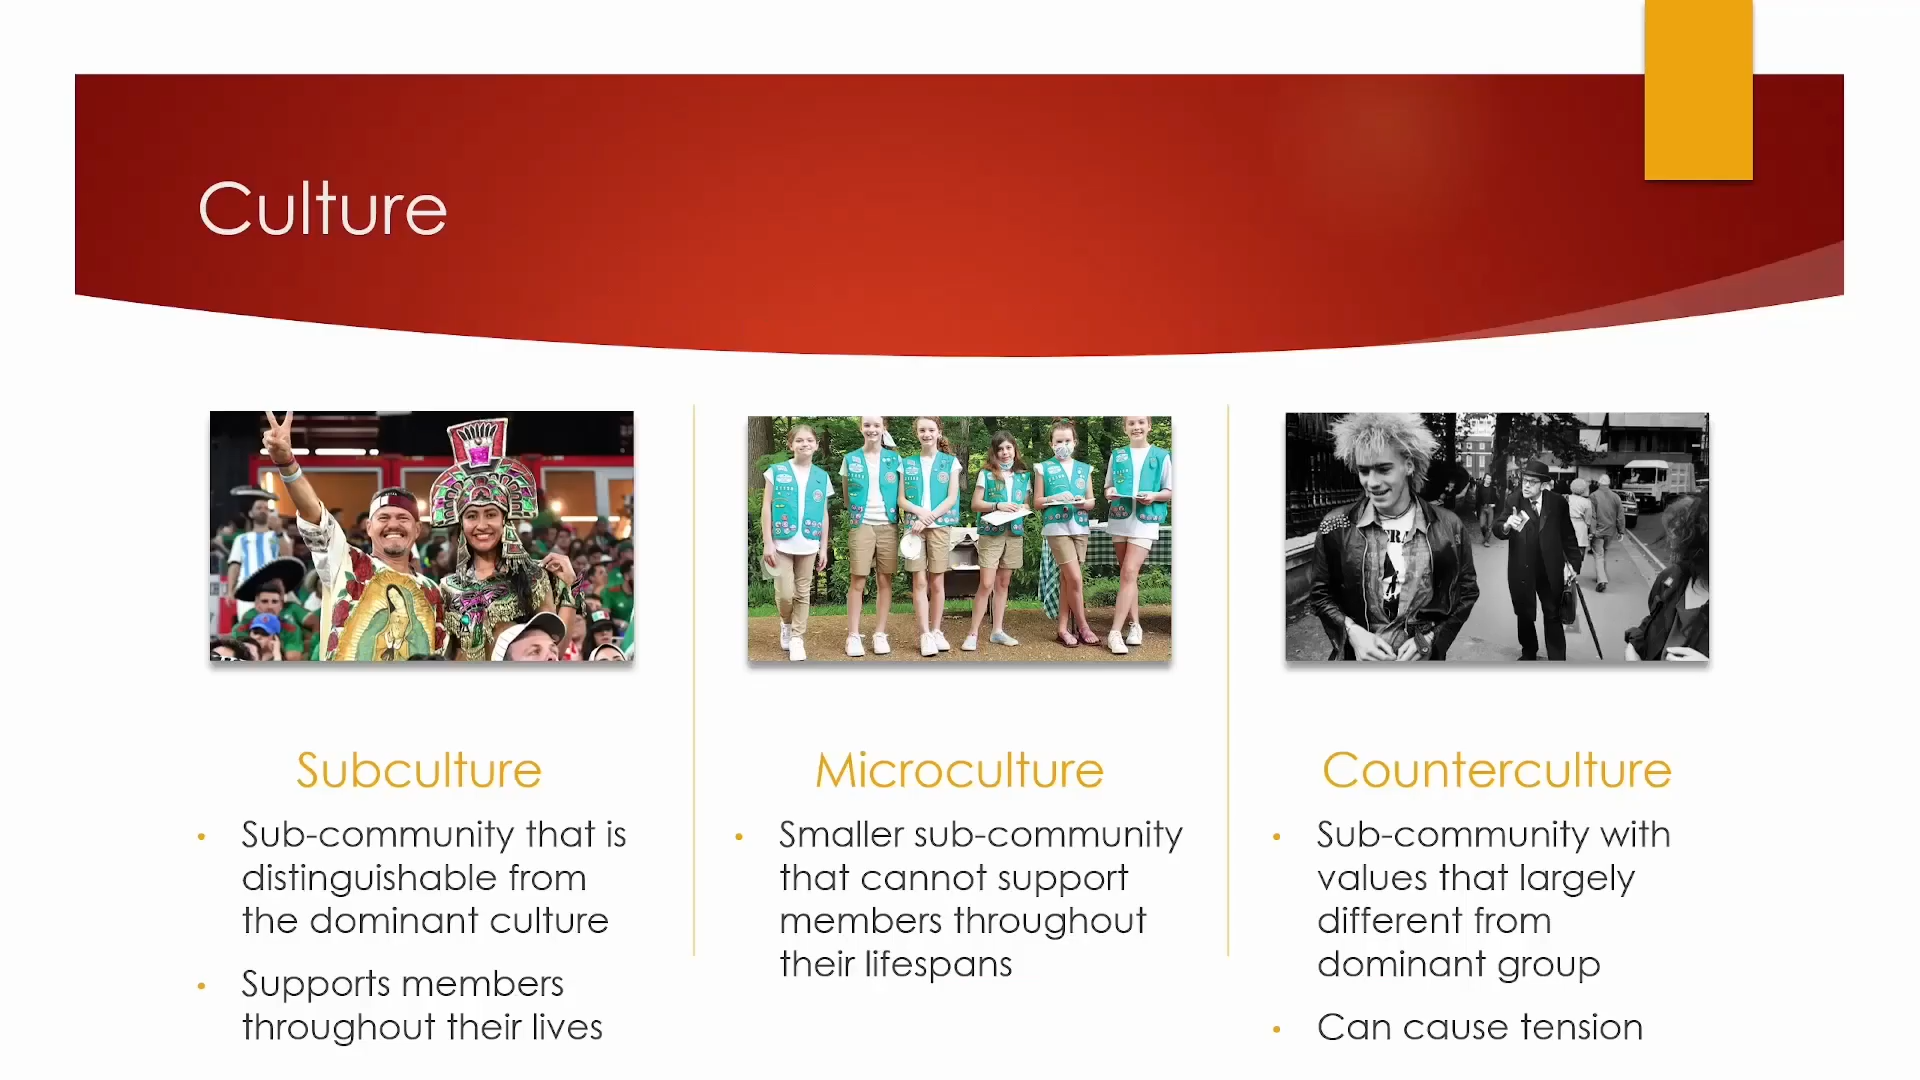 Culture
Subculture
• Sub-community that is
distinguishable from
the dominant culture
• Supports members
throughout their lives
Microculture
• Smaller sub-community
that cannot support
members throughout
their lifespans
Counterculture
• Sub-community with
values that largely
different from
dominant group
• Can cause tension